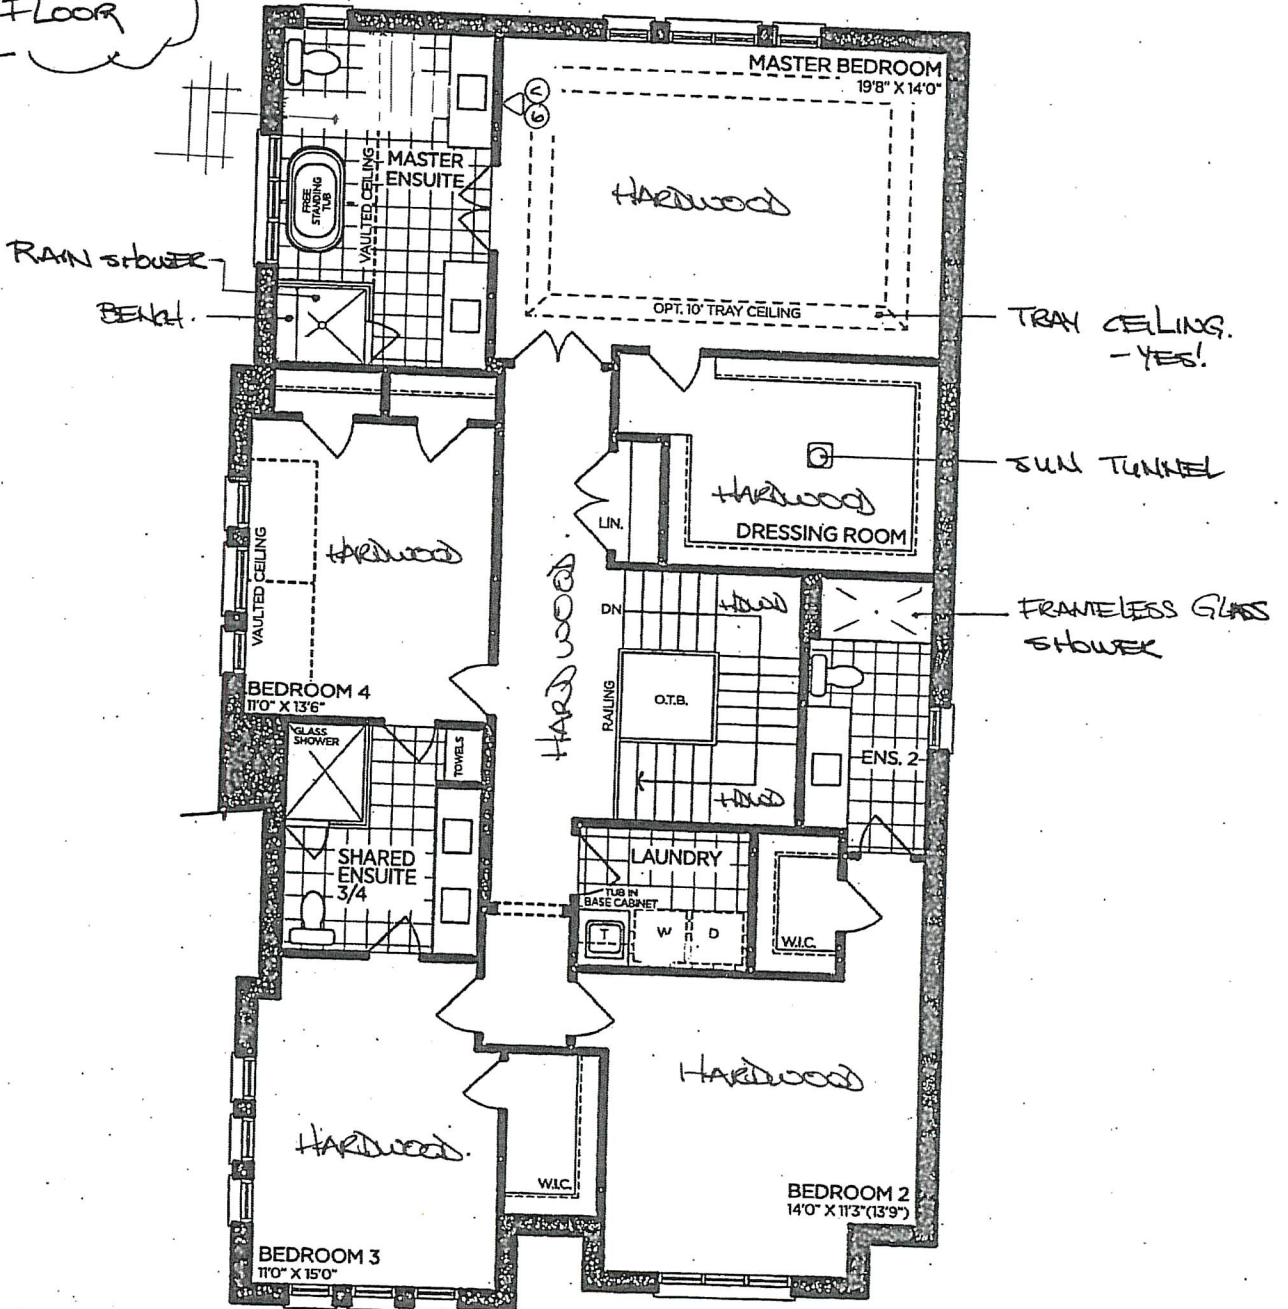 FLOOR
MASTER BEDROOM
19'8" X 14'0"
MASTER
ENSUITE
VAULTED CEILING
FREE
STANDING
TUB
HARDWOOD
RAIN SHOWER
BENCH.
OPT. 10' TRAY CEILING
TRAY CEILING.
- YES!
SUN TUNNEL
HARDWOOD
DRESSING ROOM
LIN.
HARDWOOD
VAULTED CEILING
BEDROOM 4
11'0" X 13'6"
HARDWOOD
DN
HDWD
RAILING
O.T.B.
HDWD
FRAMELESS GLASS
SHOWER
ENS. 2
GLASS
SHOWER
TOWELS
SHARED
ENSUITE
3/4
LAUNDRY
TUB IN
BASE CABINET
T
W
D
W.I.C.
HARDWOOD
HARDWOOD.
W.I.C.
BEDROOM 2
14'0" X 11'3"(13'9")
BEDROOM 3
11'0" X 15'0"